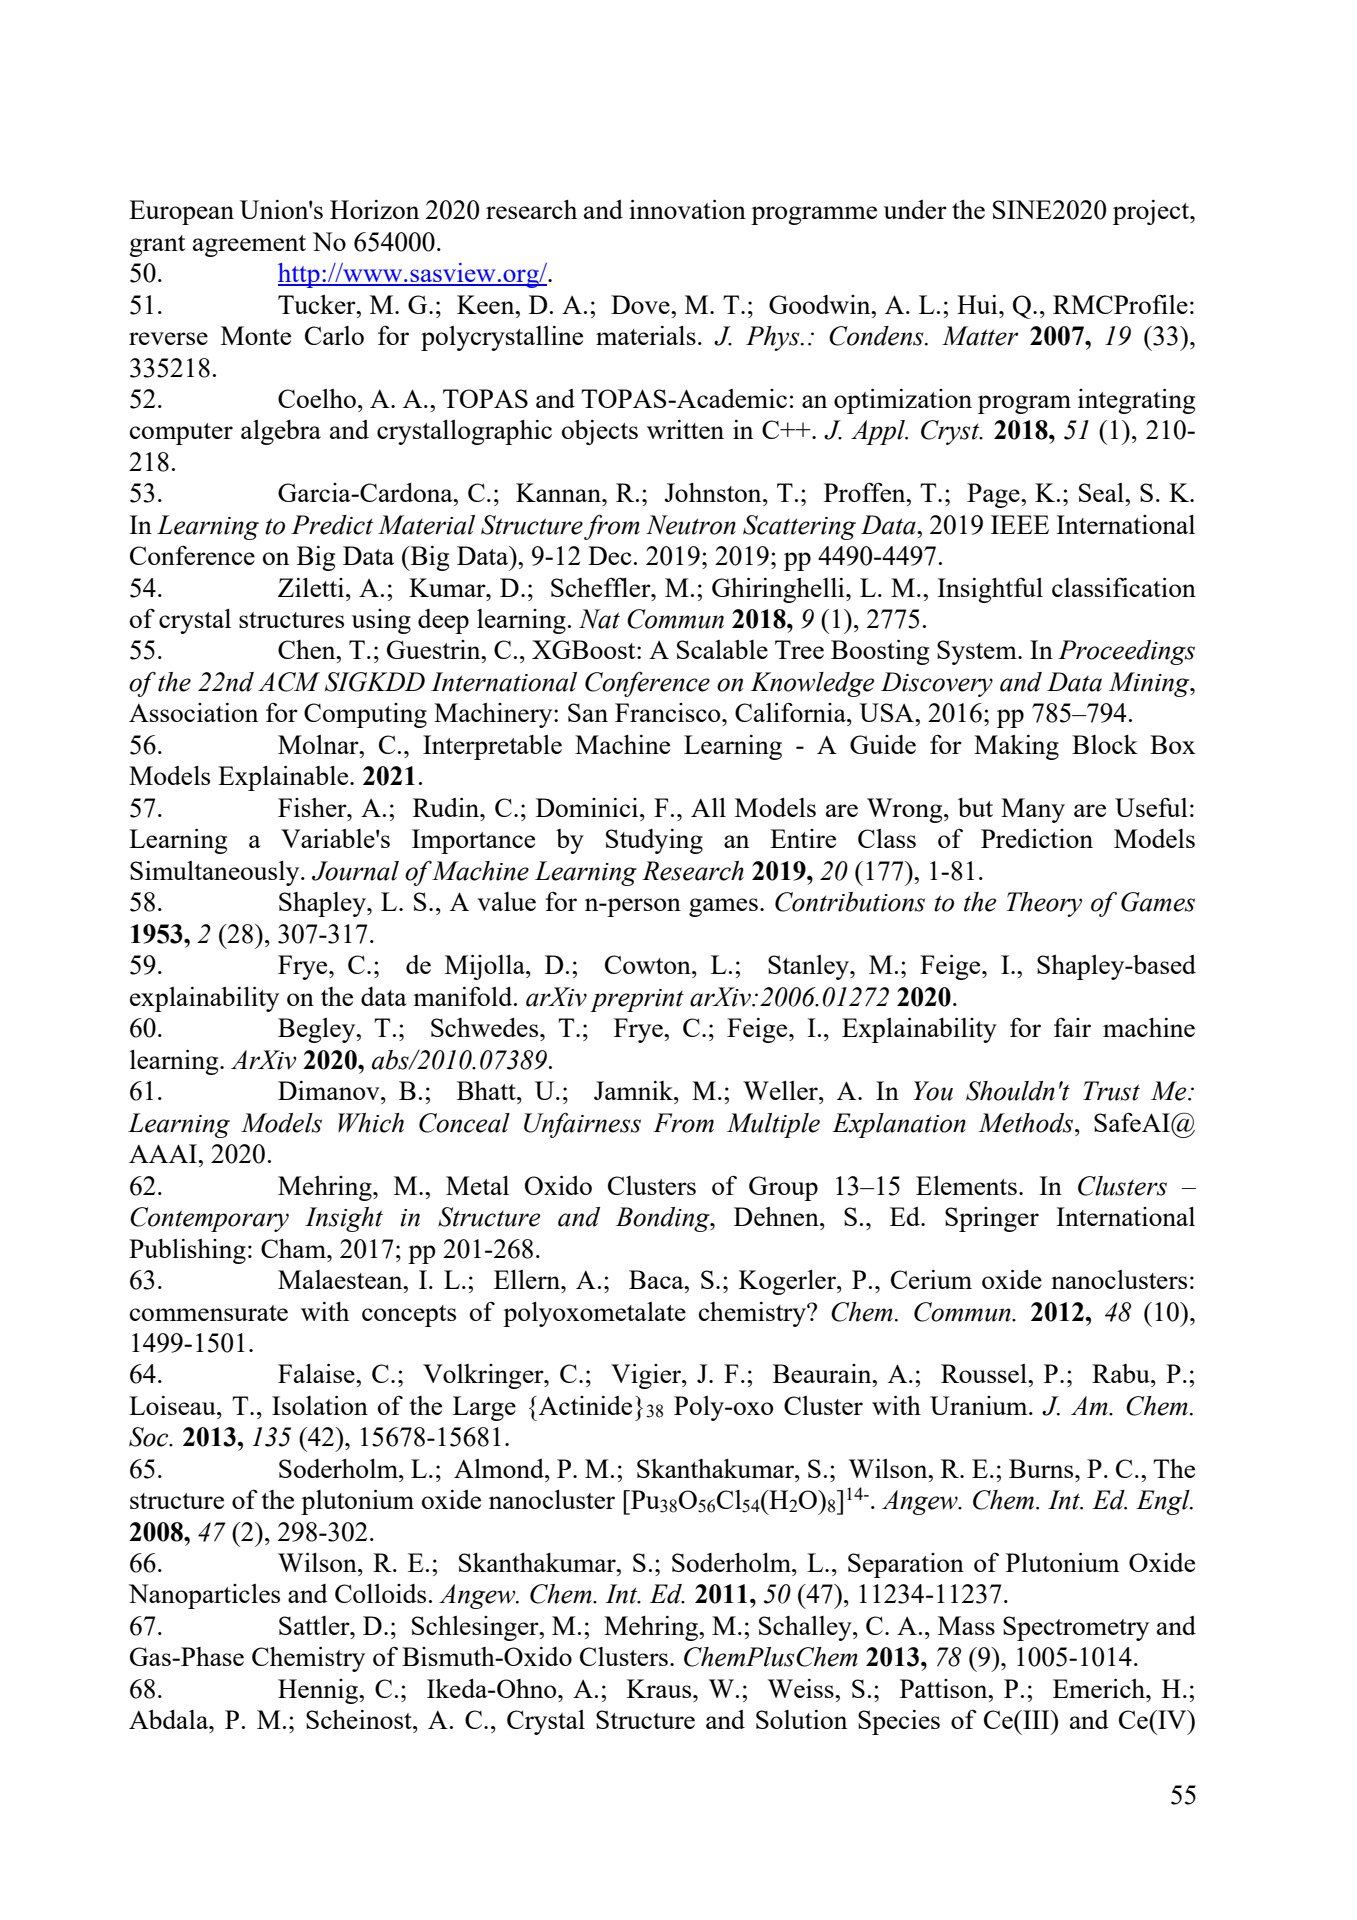 European Union's Horizon 2020 research and innovation programme under the SINE2020 project,
grant agreement No 654000.
50. http://www.sasview.org/.
51. Tucker, M. G.; Keen, D. A.; Dove, M. T.; Goodwin, A. L.; Hui, Q., RMCProfile:
reverse Monte Carlo for polycrystalline materials. J. Phys.: Condens. Matter 2007, 19 (33),
335218.
52. Coelho, A. A., TOPAS and TOPAS-Academic: an optimization program integrating
computer algebra and crystallographic objects written in C++. J. Appl. Cryst. 2018, 51 (1), 210-
218.
53. Garcia-Cardona, C.; Kannan, R.; Johnston, T.; Proffen, T.; Page, K.; Seal, S. K.
In Learning to Predict Material Structure from Neutron Scattering Data, 2019 IEEE International
Conference on Big Data (Big Data), 9-12 Dec. 2019; 2019; pp 4490-4497.
54. Ziletti, A.; Kumar, D.; Scheffler, M.; Ghiringhelli, L. M., Insightful classification
of crystal structures using deep learning. Nat Commun 2018, 9 (1), 2775.
55. Chen, T.; Guestrin, C., XGBoost: A Scalable Tree Boosting System. In Proceedings
of the 22nd ACM SIGKDD International Conference on Knowledge Discovery and Data Mining,
Association for Computing Machinery: San Francisco, California, USA, 2016; pp 785–794.
56. Molnar, C., Interpretable Machine Learning - A Guide for Making Block Box
Models Explainable. 2021.
57. Fisher, A.; Rudin, C.; Dominici, F., All Models are Wrong, but Many are Useful:
Learning a Variable's Importance by Studying an Entire Class of Prediction Models
Simultaneously. Journal of Machine Learning Research 2019, 20 (177), 1-81.
58. Shapley, L. S., A value for n-person games. Contributions to the Theory of Games
1953, 2 (28), 307-317.
59. Frye, C.; de Mijolla, D.; Cowton, L.; Stanley, M.; Feige, I., Shapley-based
explainability on the data manifold. arXiv preprint arXiv:2006.01272 2020.
60. Begley, T.; Schwedes, T.; Frye, C.; Feige, I., Explainability for fair machine
learning. ArXiv 2020, abs/2010.07389.
61. Dimanov, B.; Bhatt, U.; Jamnik, M.; Weller, A. In You Shouldn't Trust Me:
Learning Models Which Conceal Unfairness From Multiple Explanation Methods, SafeAI@
AAAI, 2020.
62. Mehring, M., Metal Oxido Clusters of Group 13–15 Elements. In Clusters –
Contemporary Insight in Structure and Bonding, Dehnen, S., Ed. Springer International
Publishing: Cham, 2017; pp 201-268.
63. Malaestean, I. L.; Ellern, A.; Baca, S.; Kogerler, P., Cerium oxide nanoclusters:
commensurate with concepts of polyoxometalate chemistry? Chem. Commun. 2012, 48 (10),
1499-1501.
64. Falaise, C.; Volkringer, C.; Vigier, J. F.; Beaurain, A.; Roussel, P.; Rabu, P.;
Loiseau, T., Isolation of the Large {Actinide}₃₈ Poly-oxo Cluster with Uranium. J. Am. Chem.
Soc. 2013, 135 (42), 15678-15681.
65. Soderholm, L.; Almond, P. M.; Skanthakumar, S.; Wilson, R. E.; Burns, P. C., The
structure of the plutonium oxide nanocluster [Pu₃₈O₅₆Cl₅₄(H₂O)₈]¹⁴⁻. Angew. Chem. Int. Ed. Engl.
2008, 47 (2), 298-302.
66. Wilson, R. E.; Skanthakumar, S.; Soderholm, L., Separation of Plutonium Oxide
Nanoparticles and Colloids. Angew. Chem. Int. Ed. 2011, 50 (47), 11234-11237.
67. Sattler, D.; Schlesinger, M.; Mehring, M.; Schalley, C. A., Mass Spectrometry and
Gas-Phase Chemistry of Bismuth-Oxido Clusters. ChemPlusChem 2013, 78 (9), 1005-1014.
68. Hennig, C.; Ikeda-Ohno, A.; Kraus, W.; Weiss, S.; Pattison, P.; Emerich, H.;
Abdala, P. M.; Scheinost, A. C., Crystal Structure and Solution Species of Ce(III) and Ce(IV)
55